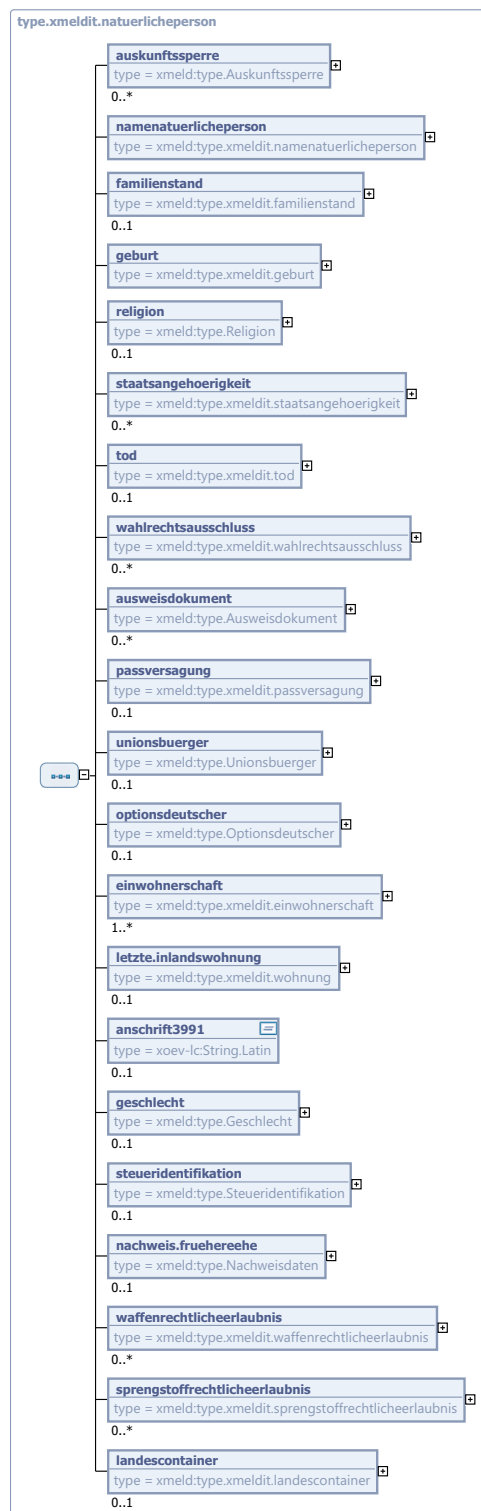 type.xmeldit.natuerlicheperson
auskunftssperre
type = xmeld:type.Auskunftssperre
0..*
namenatuerlicheperson
type = xmeld:type.xmeldit.namenatuerlicheperson
familienstand
type = xmeld:type.xmeldit.familienstand
0..1
geburt
type = xmeld:type.xmeldit.geburt
religion
type = xmeld:type.Religion
0..1
staatsangehoerigkeit
type = xmeld:type.xmeldit.staatsangehoerigkeit
0..*
tod
type = xmeld:type.xmeldit.tod
0..1
wahlrechtsausschluss
type = xmeld:type.xmeldit.wahlrechtsausschluss
0..*
ausweisdokument
type = xmeld:type.Ausweisdokument
0..*
passversagung
type = xmeld:type.xmeldit.passversagung
0..1
unionsbuerger
type = xmeld:type.Unionsbuerger
0..1
optionsdeutscher
type = xmeld:type.Optionsdeutscher
0..1
einwohnerschaft
type = xmeld:type.xmeldit.einwohnerschaft
1..*
letzte.inlandswohnung
type = xmeld:type.xmeldit.wohnung
0..1
anschrift3991
type = xoev-lc:String.Latin
0..1
geschlecht
type = xmeld:type.Geschlecht
0..1
steueridentifikation
type = xmeld:type.Steueridentifikation
0..1
nachweis.fruehereehe
type = xmeld:type.Nachweisdaten
0..1
waffenrechtlicheerlaubnis
type = xmeld:type.xmeldit.waffenrechtlicheerlaubnis
0..*
sprengstoffrechtlicheerlaubnis
type = xmeld:type.xmeldit.sprengstoffrechtlicheerlaubnis
0..*
landescontainer
type = xmeld:type.xmeldit.landescontainer
0..1